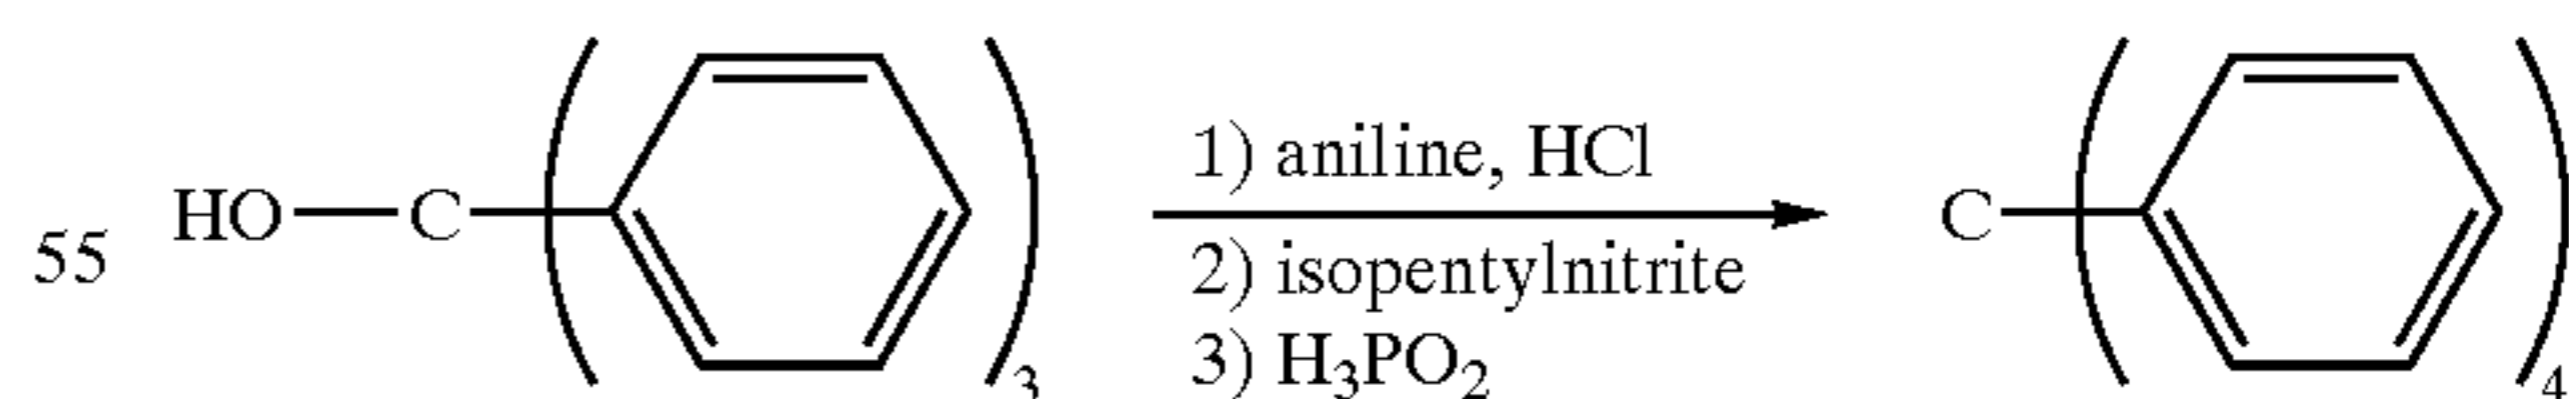 1) aniline, HCl
55 HO C 3 C 4
2) isopentylnitrite
3) H₃PO₂